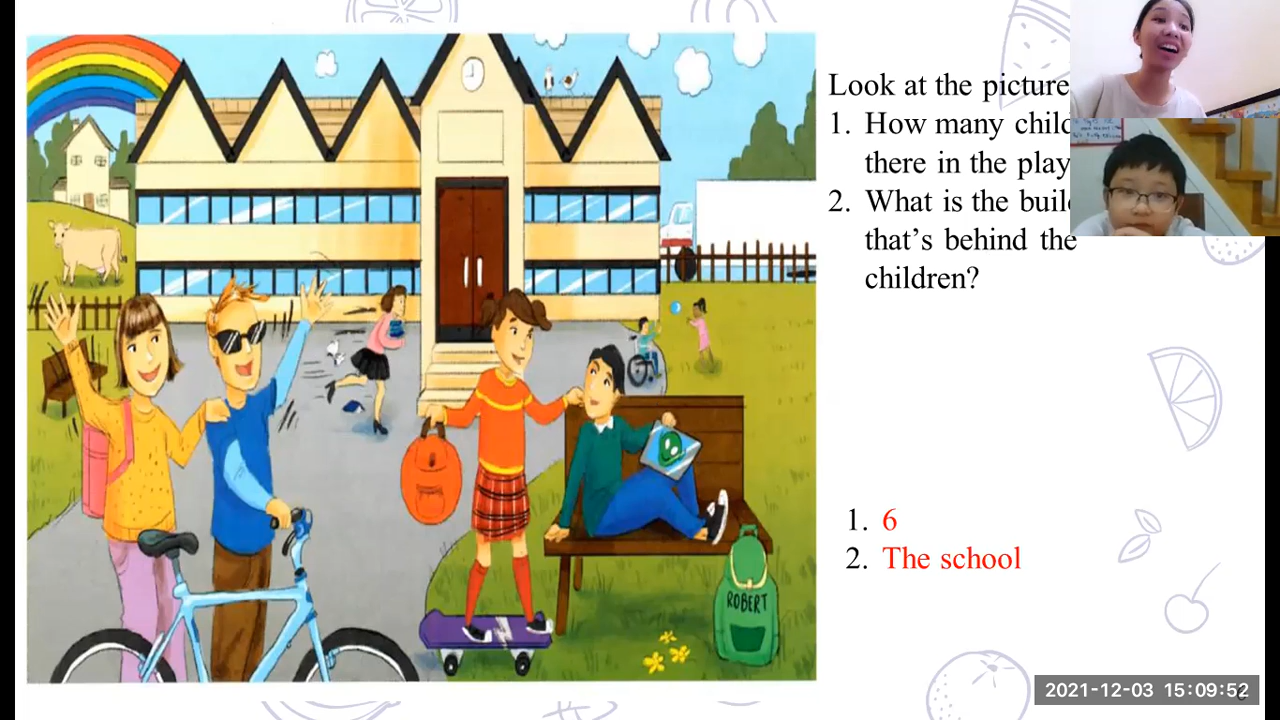 Look at the picture
1. How many child
there in the play
2. What is the build
that's behind the
children?
1. 6
2. The school
ROBERT
2021-12-03 15:09:52